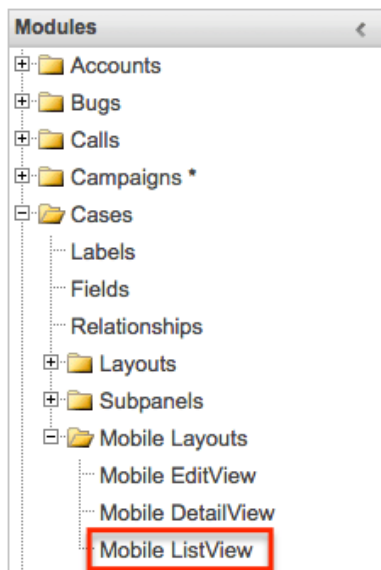 Modules
Accounts
Bugs
Calls
Campaigns *
Cases
Labels
Fields
Relationships
Layouts
Subpanels
Mobile Layouts
Mobile EditView
Mobile DetailView
Mobile ListView